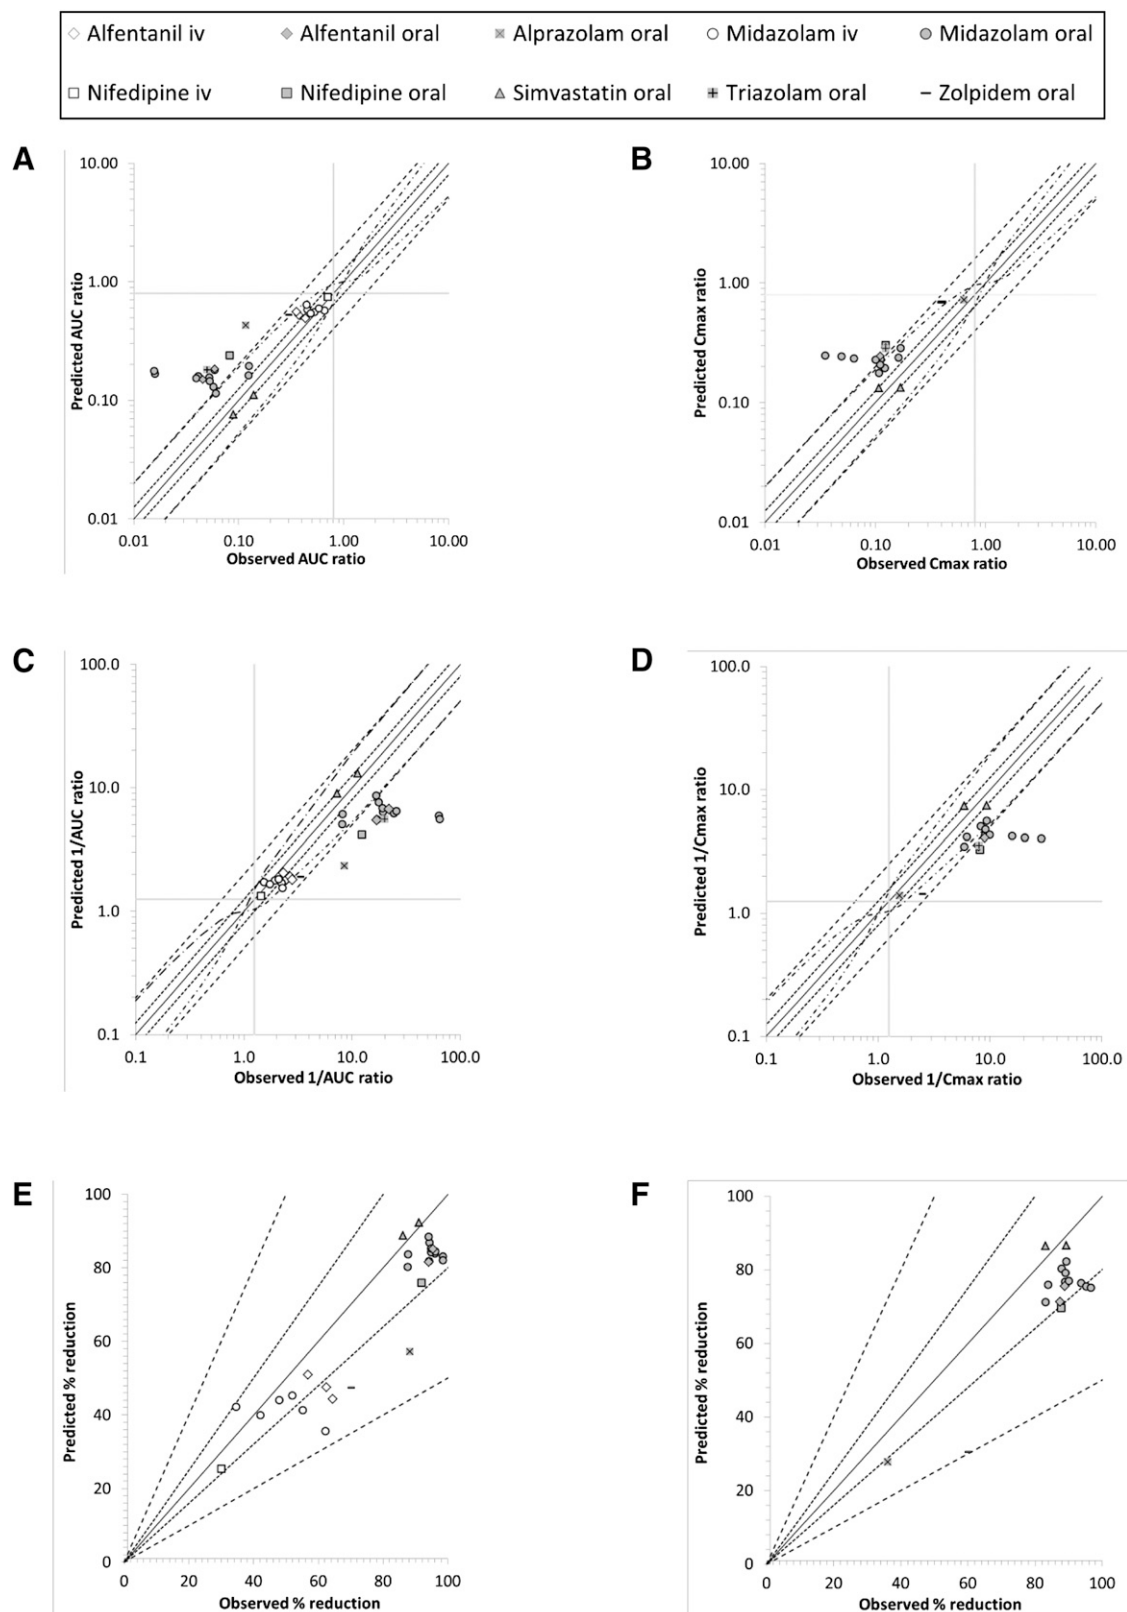 Alfentanil iv Alfentanil oral Alprazolam oral Midazolam iv Midazolam oral
Nifedipine iv Nifedipine oral Simvastatin oral Triazolam oral Zolpidem oral
A
10.00
1.00
0.10
0.01
Predicted AUC ratio
0.01 0.10 1.00 10.00
Observed AUC ratio
B
10.00
1.00
0.10
0.01
Predicted Cmax ratio
0.01 0.10 1.00 10.00
Observed Cmax ratio
C
100.0
10.0
1.0
0.1
Predicted 1/AUC ratio
0.1 1.0 10.0 100.0
Observed 1/AUC ratio
D
100.0
10.0
1.0
0.1
Predicted 1/Cmax ratio
0.1 1.0 10.0 100.0
Observed 1/Cmax ratio
E
100
80
60
40
20
0
Predicted % reduction
0 20 40 60 80 100
Observed % reduction
F
100
80
60
40
20
0
Predicted % reduction
0 20 40 60 80 100
Observed % reduction